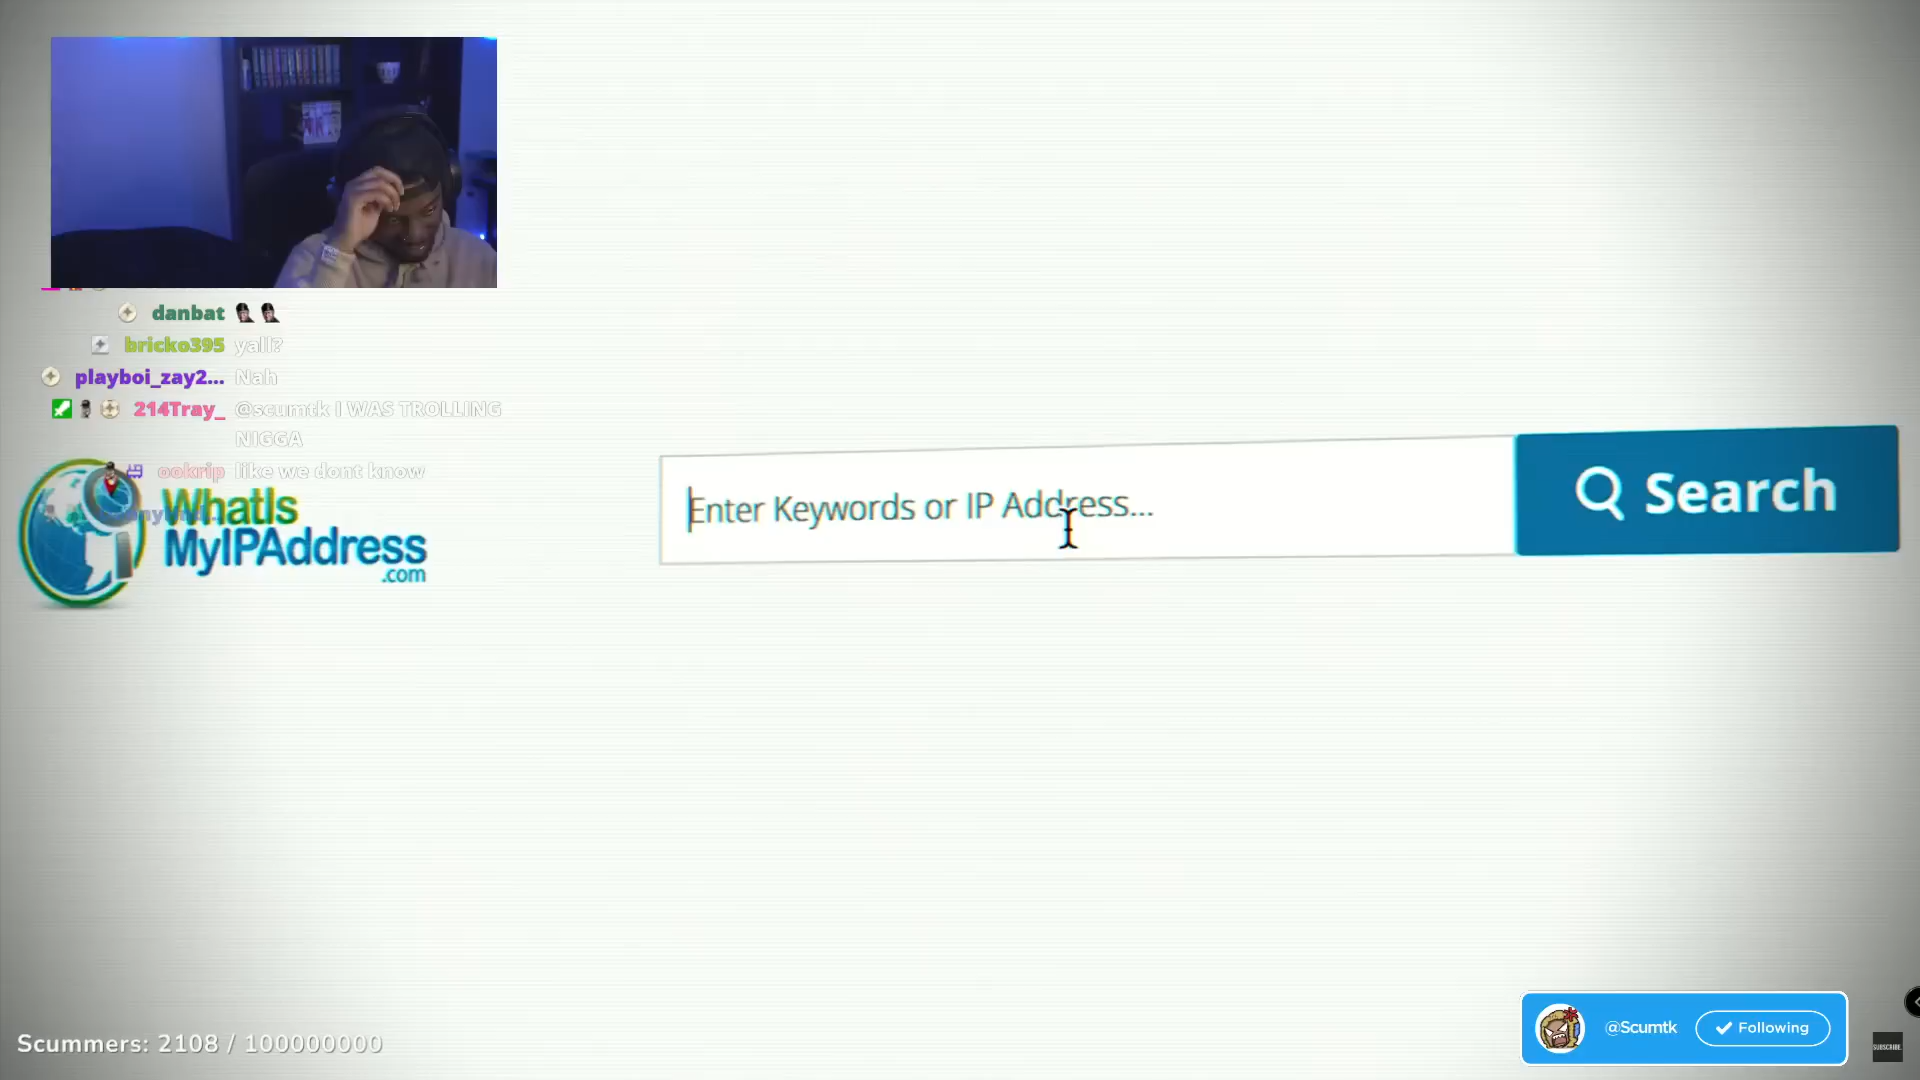 danbat
bricko395 yall?
playboi_zay2... Nah
214Tray_ @scumtk I WAS TROLLING
NIGGA
ookrip like we dont know
WhatIs
MyIPAddress
.com
Enter Keywords or IP Address...
Search
Scummers: 2108 / 100000000
@Scumtk
Following
SUBSCRIBE